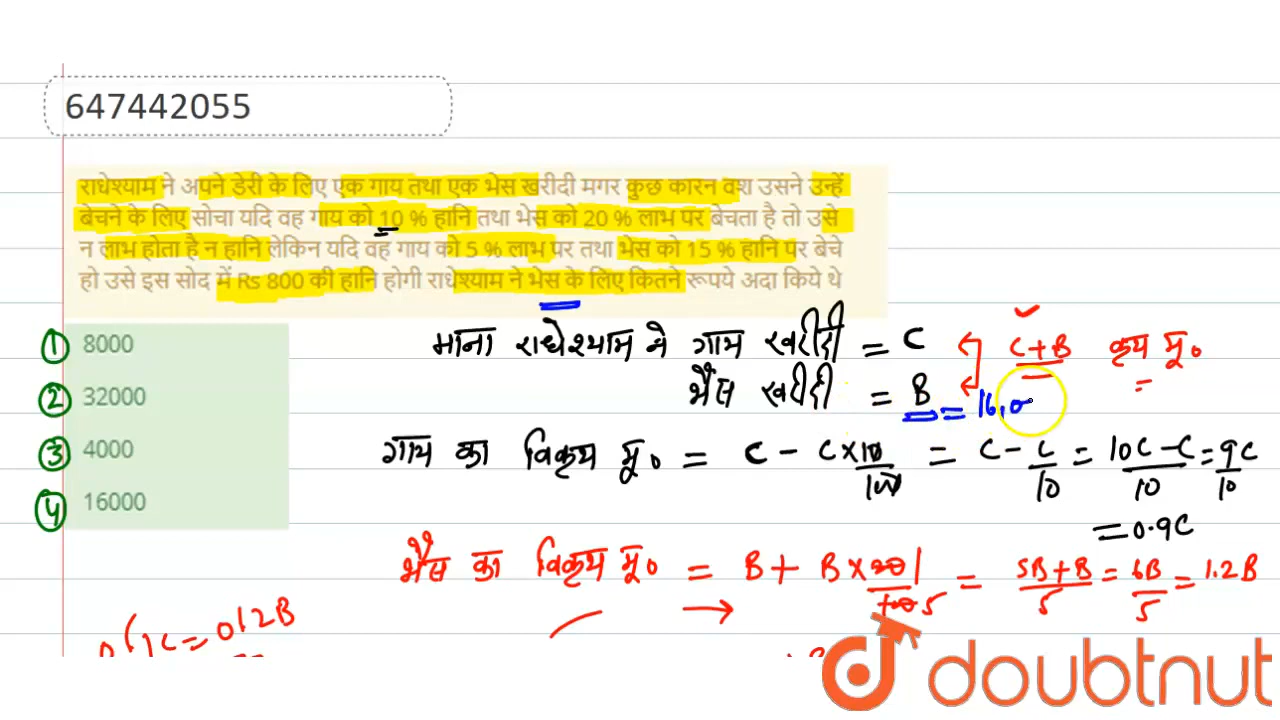 647442055
राधेश्याम ने अपने डेरी के लिए एक गाय तथा एक भेस खरीदी मगर कुछ कारन वश उसने उन्हें
बेचने के लिए सोचा यदि वह गाय को 10 % हानि तथा भेस को 20 % लाभ पर बेचता है तो उसे
न लाभ होता है न हानि लेकिन यदि वह गाय को 5 % लाभ पर तथा भेस को 15 % हानि पर बेचे
हो उसे इस सोद में Rs 800 की हानि होगी राधेश्याम ने भेस के लिए कितने रूपये अदा किये थे
1 8000
2 32000
3 4000
4 16000
माना राधेश्याम ने गाय खरीदी = C C+B क्रय मू०
भैंस खरीदी = B = 16,0
गाय का विक्रय मू० = C - C×10/100 = C - C/10 = 10C-C/10 = 9C/10
= 0.9C
भैंस का विक्रय मू० = B + B×20/100 = 5B+B/5 = 6B/5 = 1.2B
C = 0.2B
doubtnut